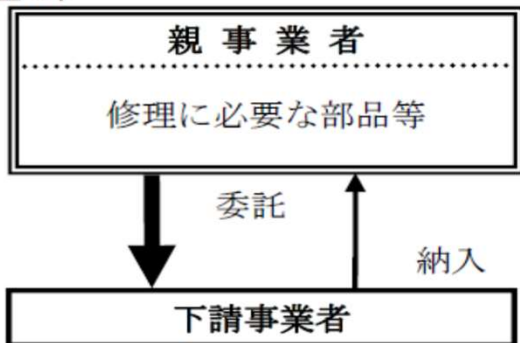 親事業者
修理に必要な部品等
委託
納入
下請事業者